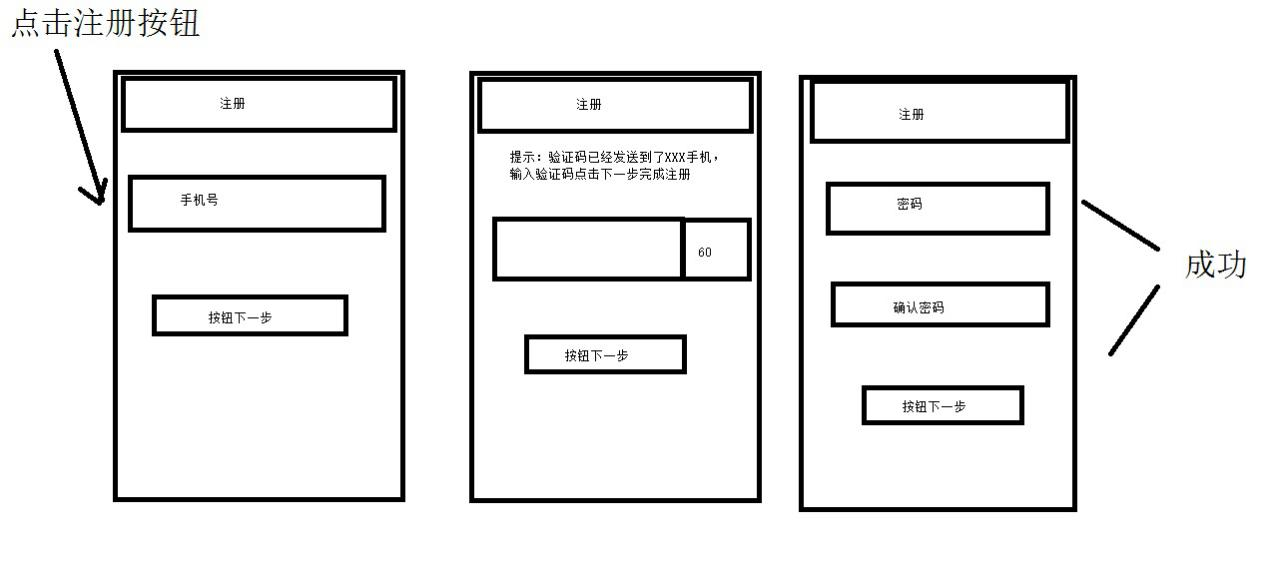 点击注册按钮
注册
手机号
按钮下一步
注册
提示：验证码已经发送到了XXX手机，
输入验证码点击下一步完成注册
60
按钮下一步
注册
密码
确认密码
按钮下一步
成功